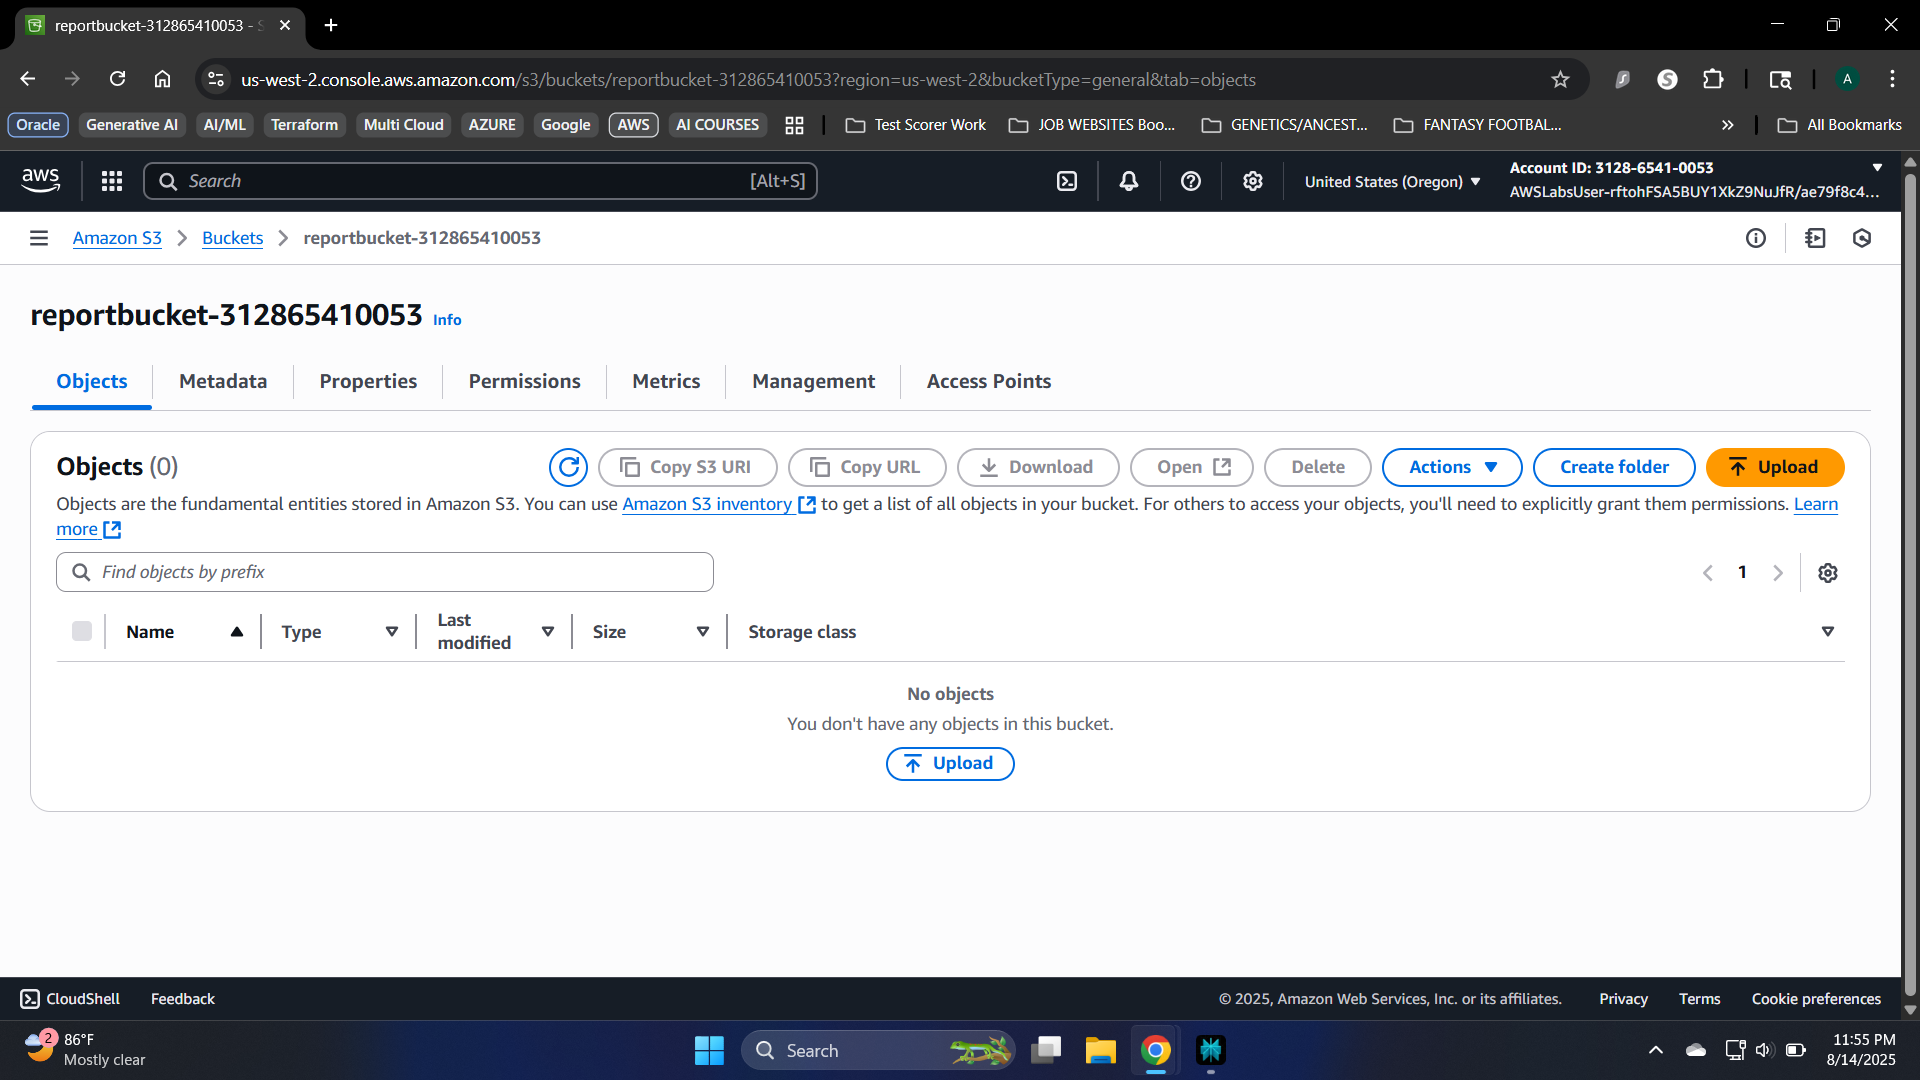 reportbucket-312865410053 - S
us-west-2.console.aws.amazon.com/s3/buckets/reportbucket-312865410053?region=us-west-2&bucketType=general&tab=objects
A
Oracle Generative AI AI/ML Terraform Multi Cloud AZURE Google AWS AI COURSES Test Scorer Work JOB WEBSITES Boo... GENETICS/ANCEST... FANTASY FOOTBAL... All Bookmarks
aws
Search [Alt+S]
United States (Oregon)
Account ID: 3128-6541-0053
AWSLabsUser-rftohFSA5BUY1XkZ9NuJfR/ae79f8c4...
Amazon S3 Buckets reportbucket-312865410053
reportbucket-312865410053 Info
Objects Metadata Properties Permissions Metrics Management Access Points
Objects (0)
Copy S3 URI Copy URL Download Open Delete Actions Create folder Upload
Objects are the fundamental entities stored in Amazon S3. You can use Amazon S3 inventory to get a list of all objects in your bucket. For others to access your objects, you'll need to explicitly grant them permissions. Learn
more
Find objects by prefix
1
Name Type Last modified Size Storage class
No objects
You don't have any objects in this bucket.
Upload
CloudShell Feedback © 2025, Amazon Web Services, Inc. or its affiliates. Privacy Terms Cookie preferences
2
86°F
Mostly clear
Search
11:55 PM
8/14/2025